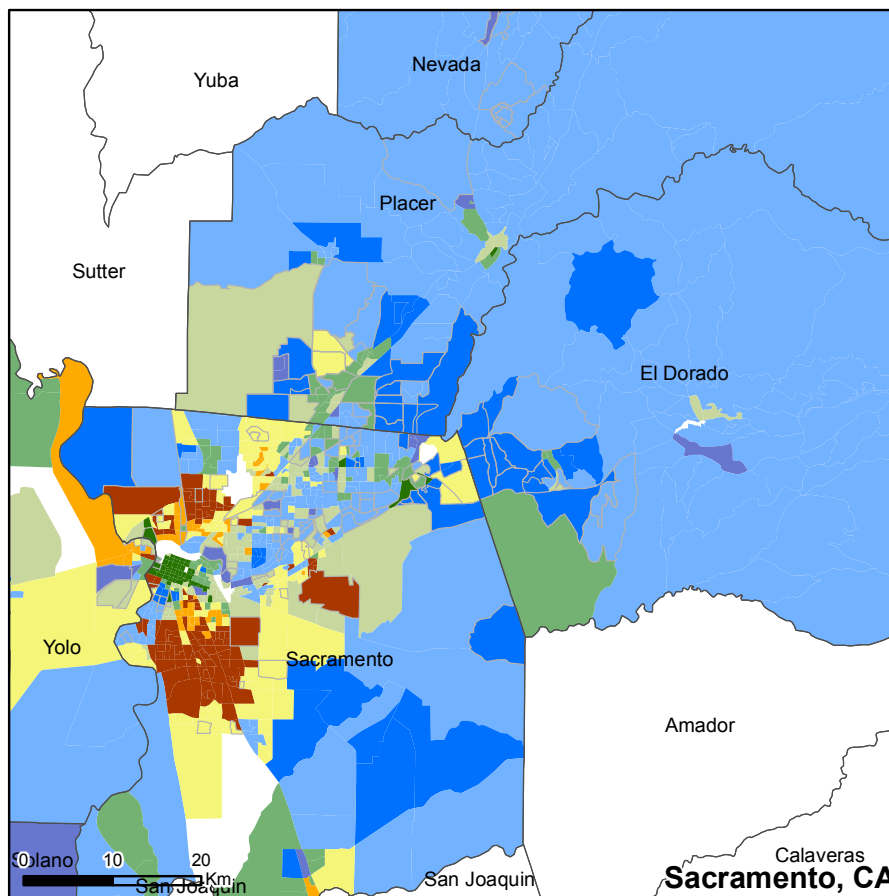 Nevada
Yuba
Placer
Sutter
El Dorado
Yolo
Sacramento
Amador
Calaveras
Solano
0 10 20
Km
San Joaquin
San Joaquin
Sacramento, CA